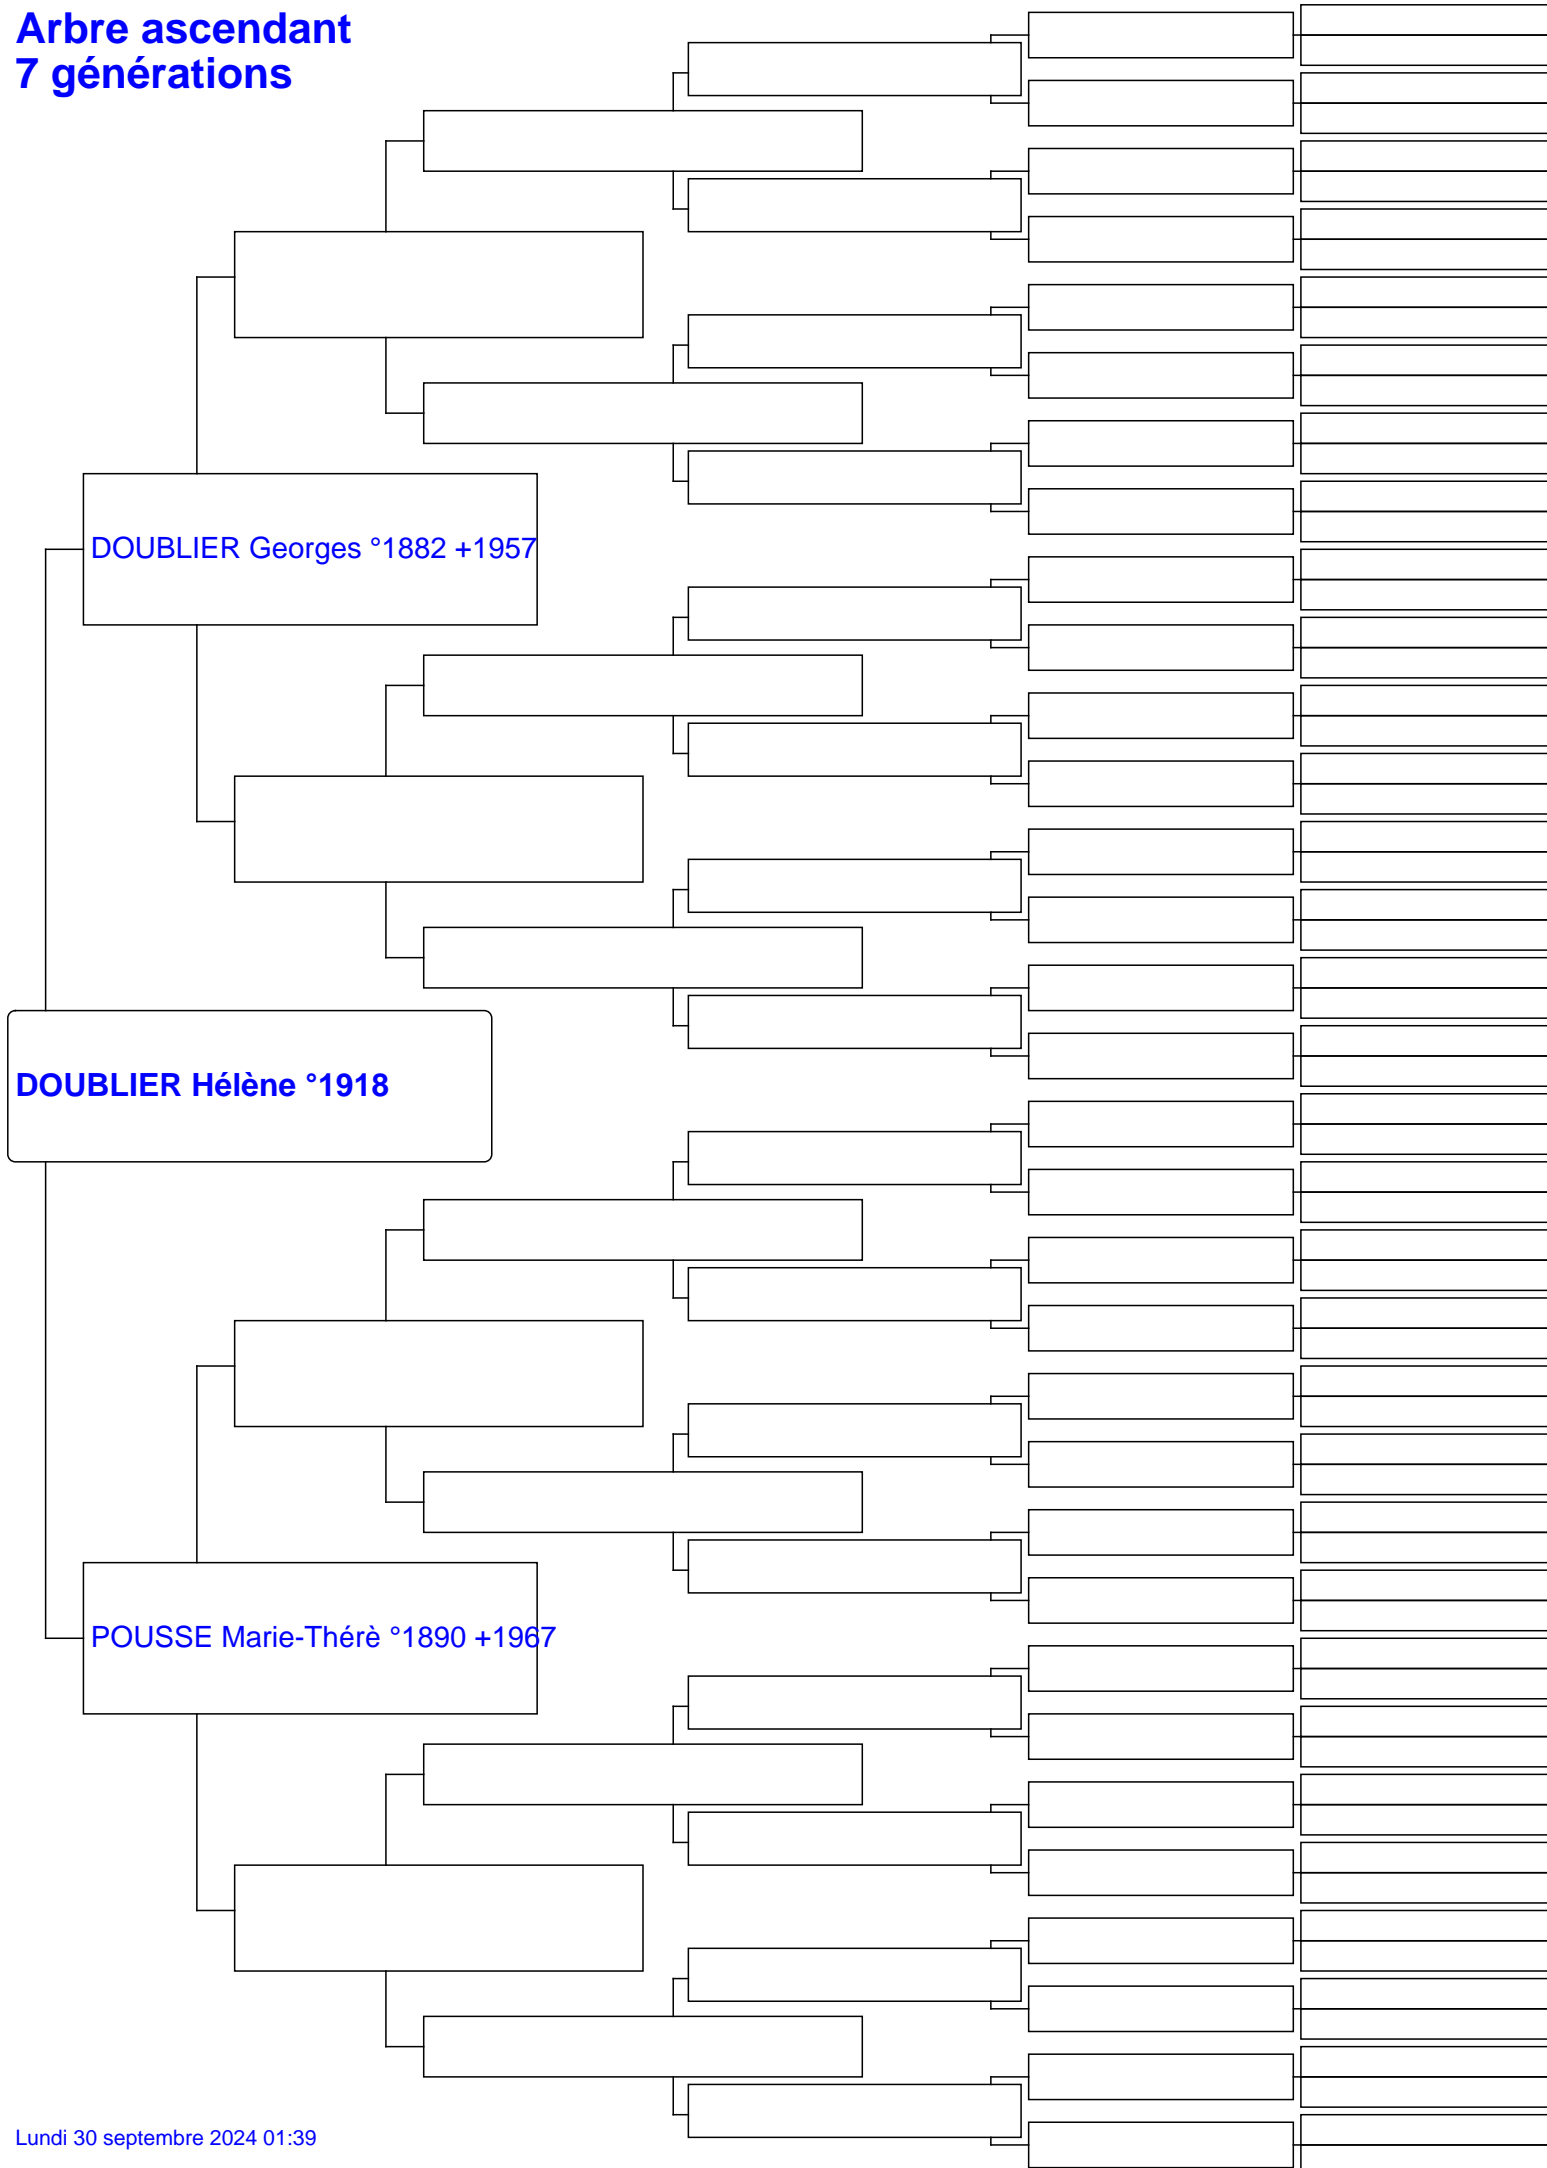 Arbre ascendant
7 générations
DOUBLIER Georges °1882 +1957
DOUBLIER Hélène °1918
POUSSE Marie-Thérè °1890 +1967
Lundi 30 septembre 2024 01:39